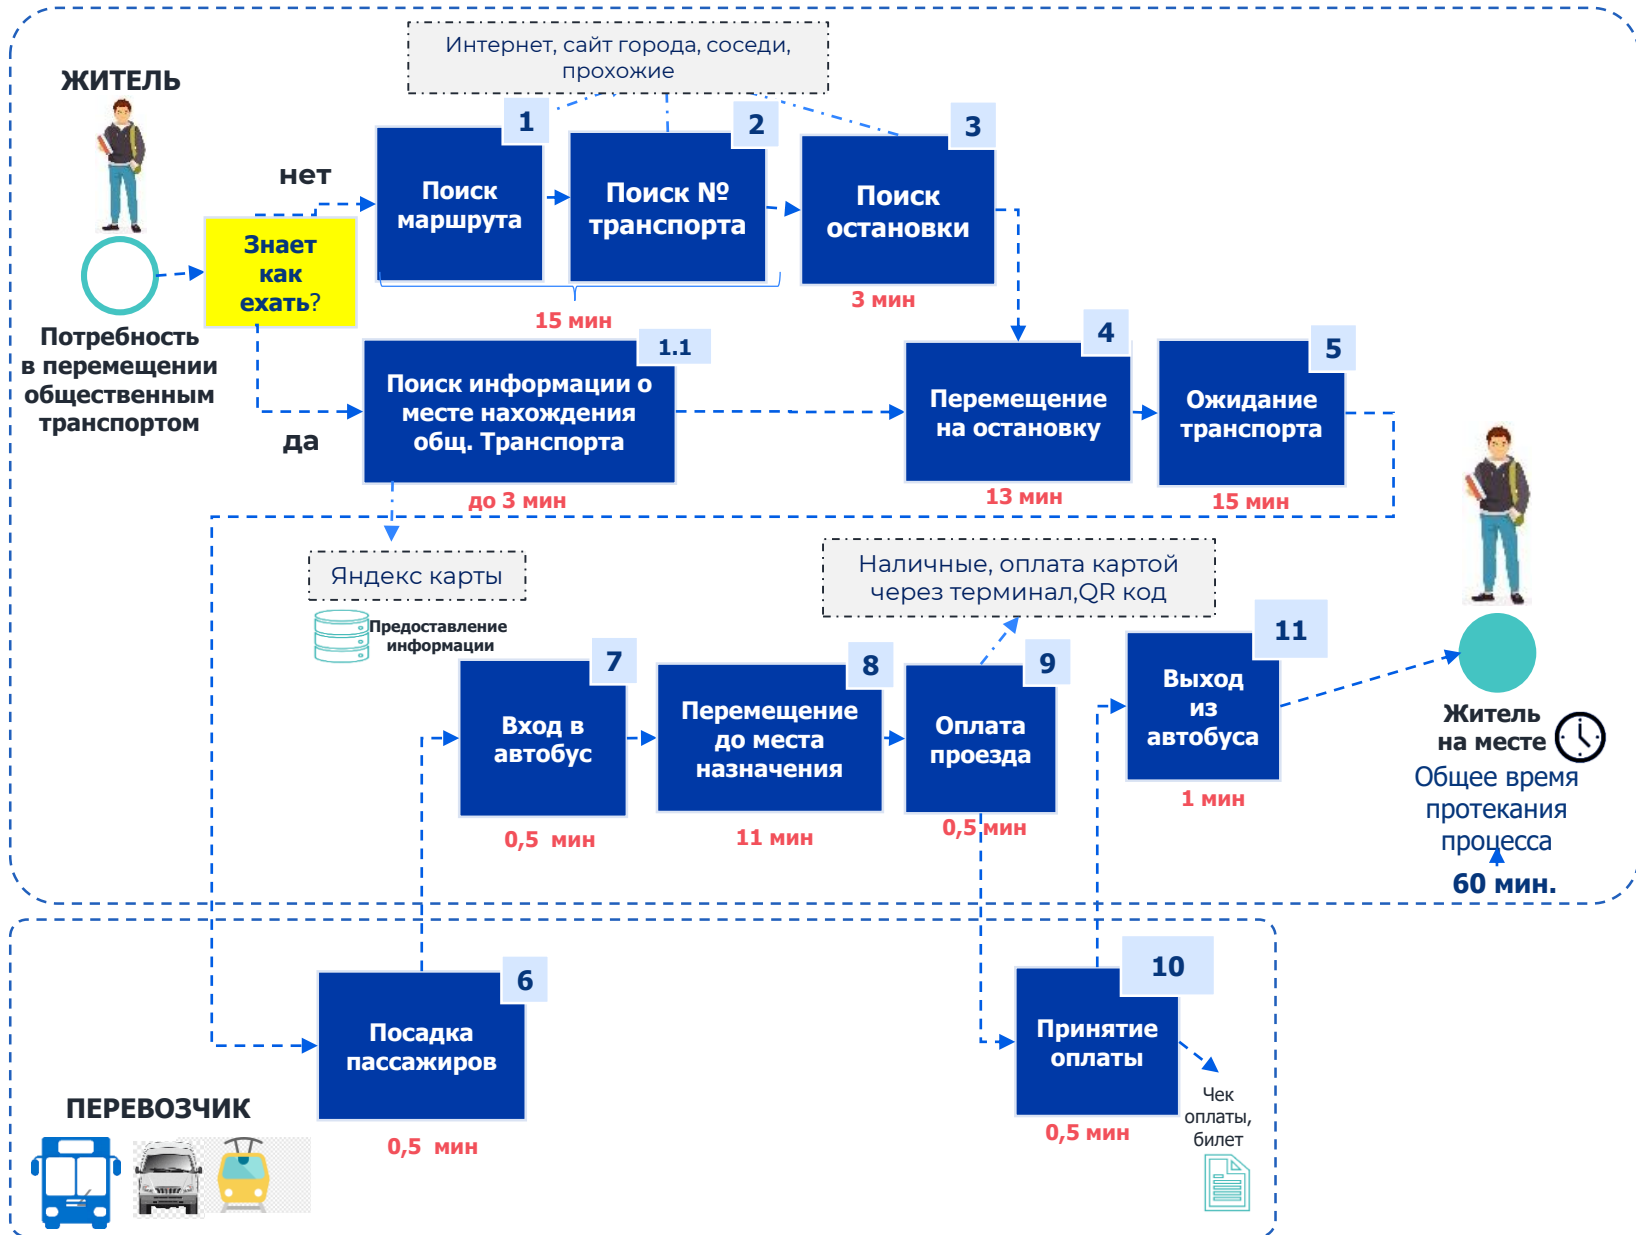 Интернет, сайт города, соседи,
прохожие
ЖИТЕЛЬ
1
2
3
нет
Поиск
маршрута
Поиск №
транспорта
Поиск
остановки
Знает
как
ехать?
15 мин
3 мин
Потребность
в перемещении
общественным
транспортом
да
1.1
Поиск информации о
месте нахождения
общ. Транспорта
до 3 мин
4
Перемещение
на остановку
13 мин
5
Ожидание
транспорта
15 мин
Яндекс карты
Предоставление
информации
Наличные, оплата картой
через терминал,QR код
7
Вход в
автобус
0,5 мин
8
Перемещение
до места
назначения
11 мин
9
Оплата
проезда
0,5 мин
11
Выход
из
автобуса
1 мин
Житель
на месте
Общее время
протекания
процесса
60 мин.
6
Посадка
пассажиров
0,5 мин
10
Принятие
оплаты
0,5 мин
Чек
оплаты,
билет
ПЕРЕВОЗЧИК